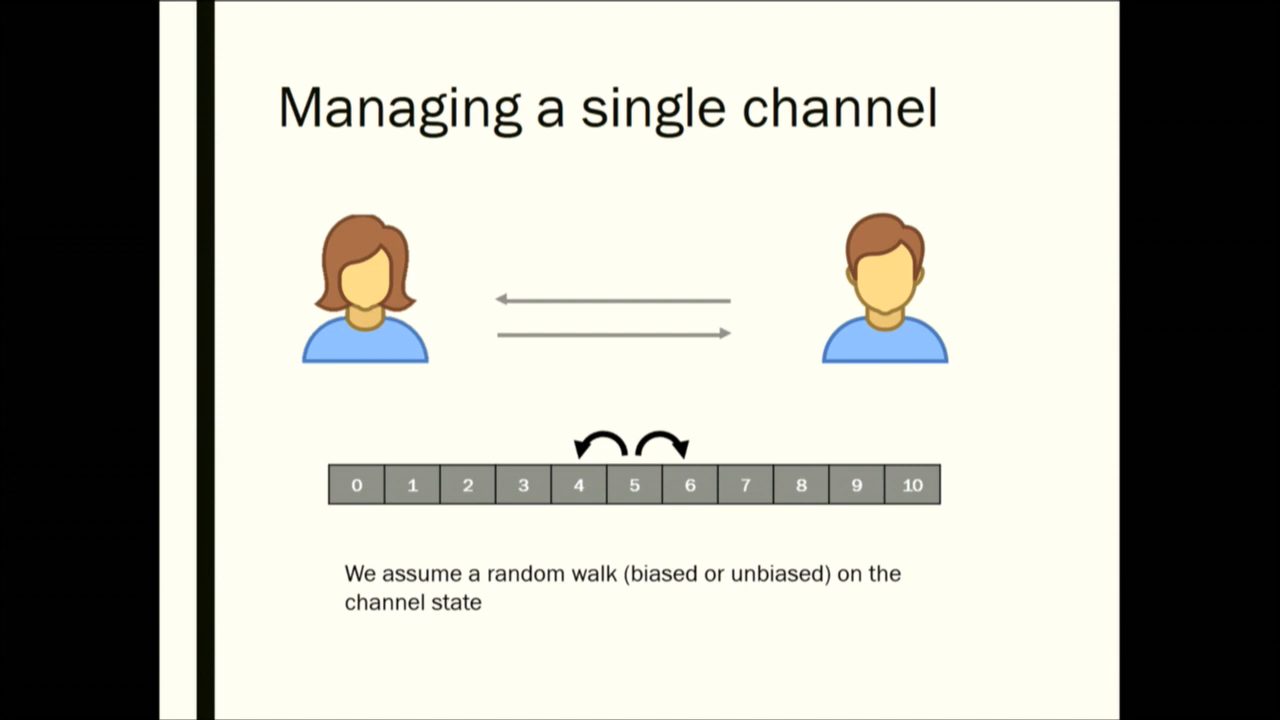 Managing a single channel
0 1 2 3 4 5 6 7 8 9 10
We assume a random walk (biased or unbiased) on the
channel state